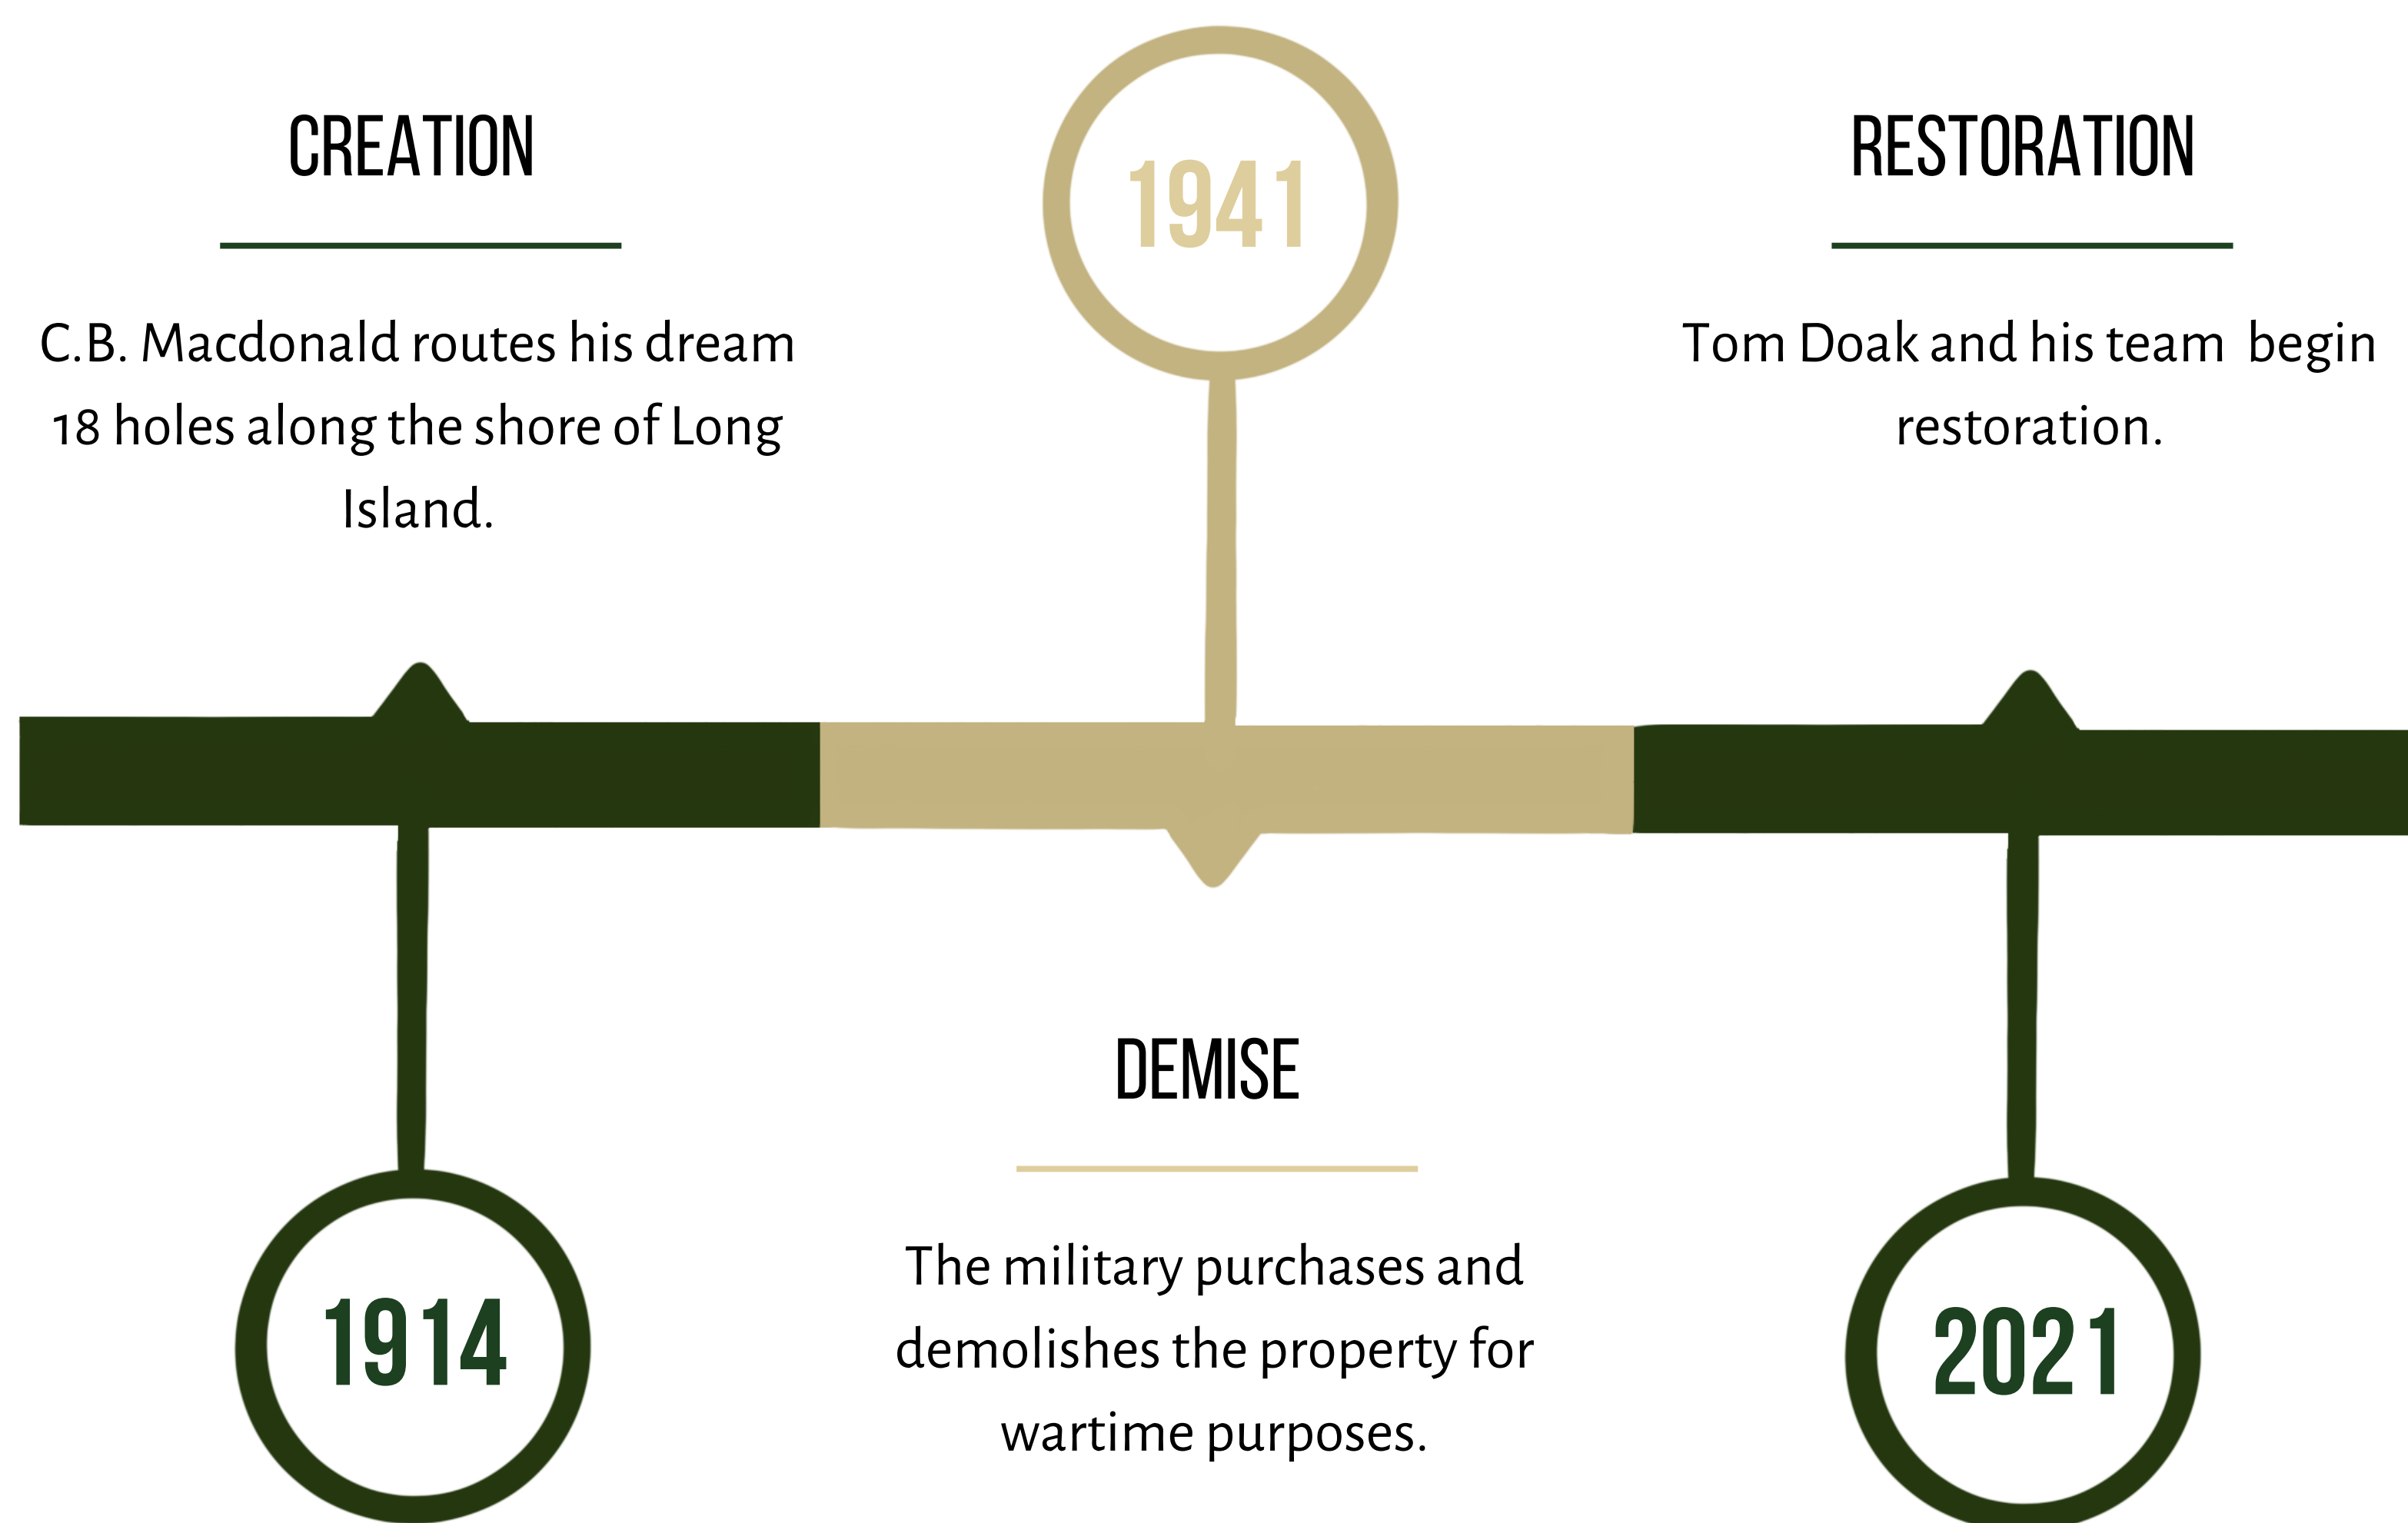 CREATION
C.B. Macdonald routes his dream
18 holes along the shore of Long
Island.
1914
1941
DEMISE
The military purchases and
demolishes the property for
wartime purposes.
RESTORATION
Tom Doak and his team begin
restoration.
2021